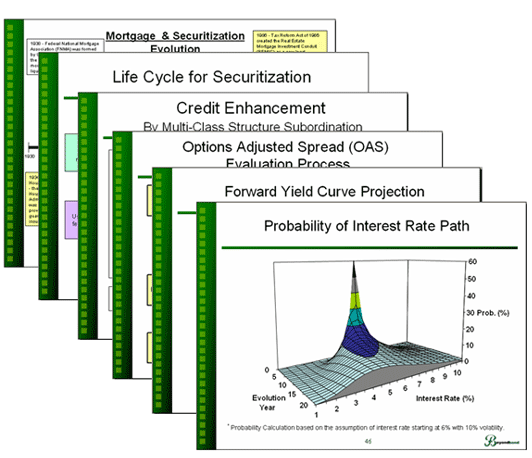 Mortgage & Securitization
Evolution
1938 - Federal National Mortgage
Association (FNMA) was formed
1986 - Tax Reform Act of 1986
created the Real Estate
Mortgage Investment Conduit
Life Cycle for Securitization
Credit Enhancement
By Multi-Class Structure Subordination
Options Adjusted Spread (OAS)
Evaluation Process
Forward Yield Curve Projection
Probability of Interest Rate Path
60
50
40
30
20
10
0
Prob. (%)
0
5
10
15
20
Evolution
Year
1
2
3
4
5
6
7
8
9
10
Interest Rate (%)
* Probability Calculation based on the assumption of interest rate starting at 6% with 10% volatility.
46